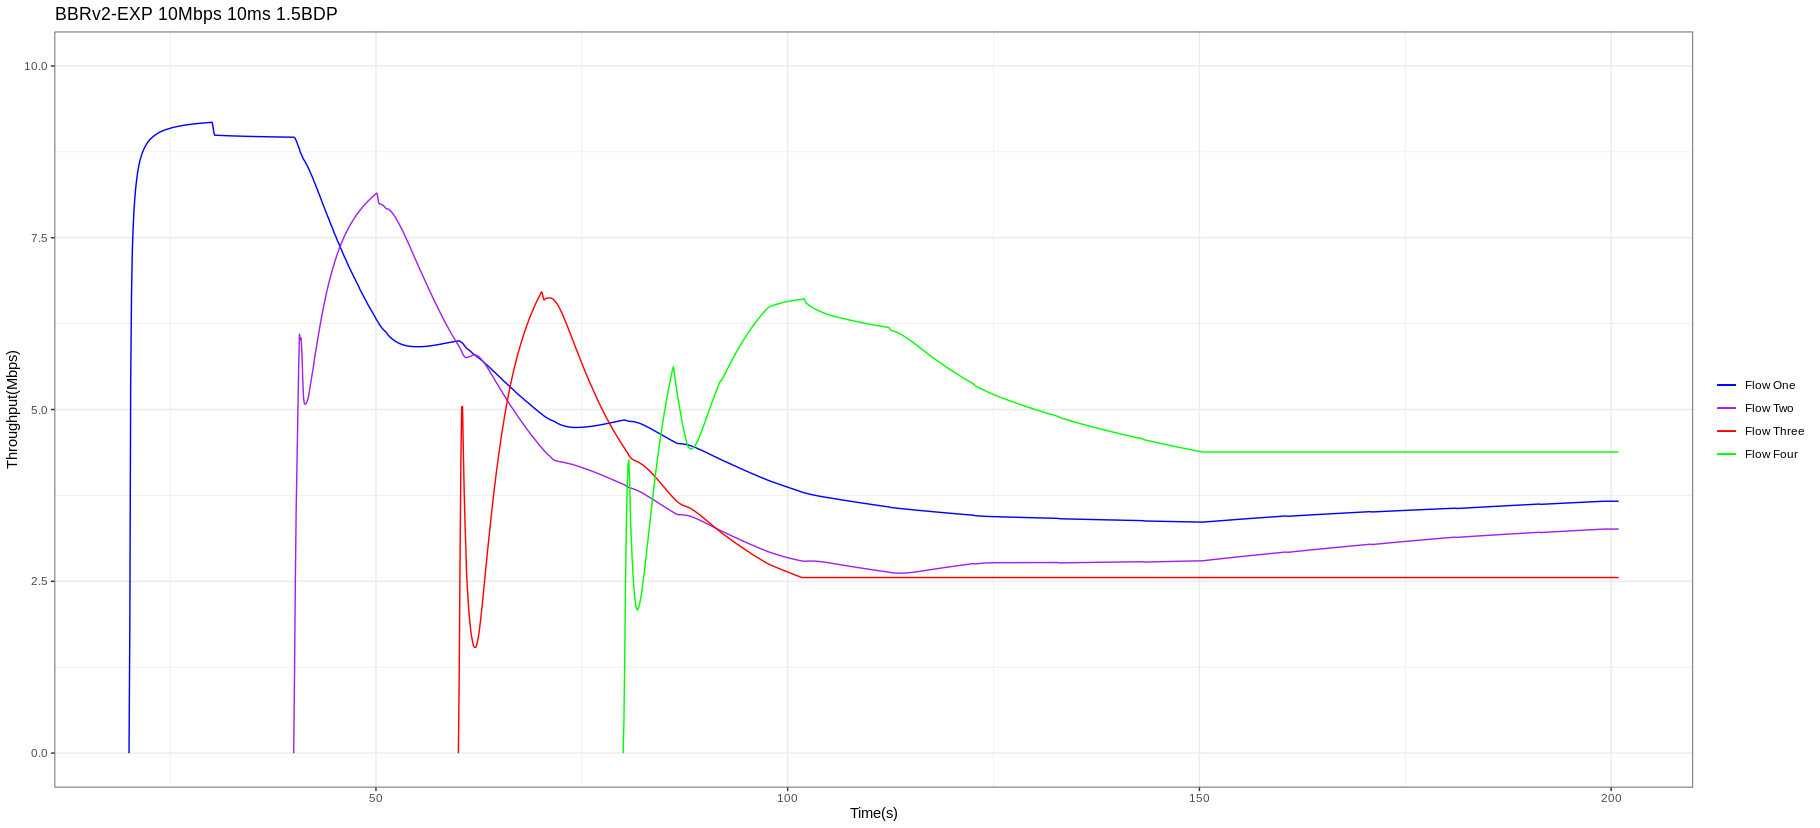 BBRv2-EXP 10Mbps 10ms 1.5BDP
Throughput(Mbps)
10.0
7.5
5.0
2.5
0.0
50
100
150
200
Time(s)
Flow One
Flow Two
Flow Three
Flow Four